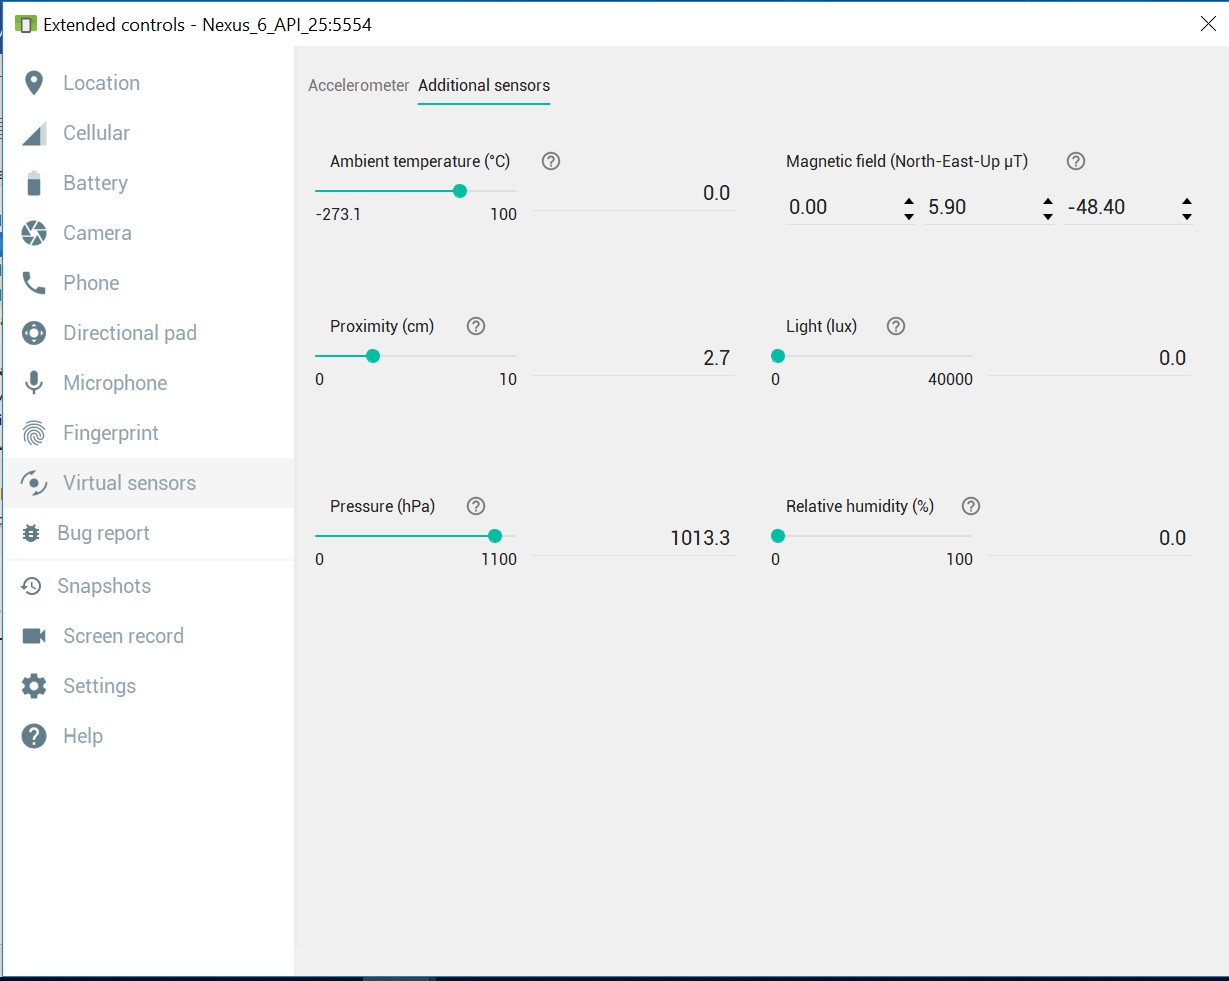 Extended controls - Nexus_6_API_25:5554
Location
Cellular
Battery
Camera
Phone
Directional pad
Microphone
Fingerprint
Virtual sensors
Bug report
Snapshots
Screen record
Settings
Help
Accelerometer Additional sensors
Ambient temperature (°C)
0.0
-273.1 100
Magnetic field (North-East-Up µT)
0.00 5.90 -48.40
Proximity (cm)
2.7
0 10
Light (lux)
0.0
0 40000
Pressure (hPa)
1013.3
0 1100
Relative humidity (%)
0.0
0 100